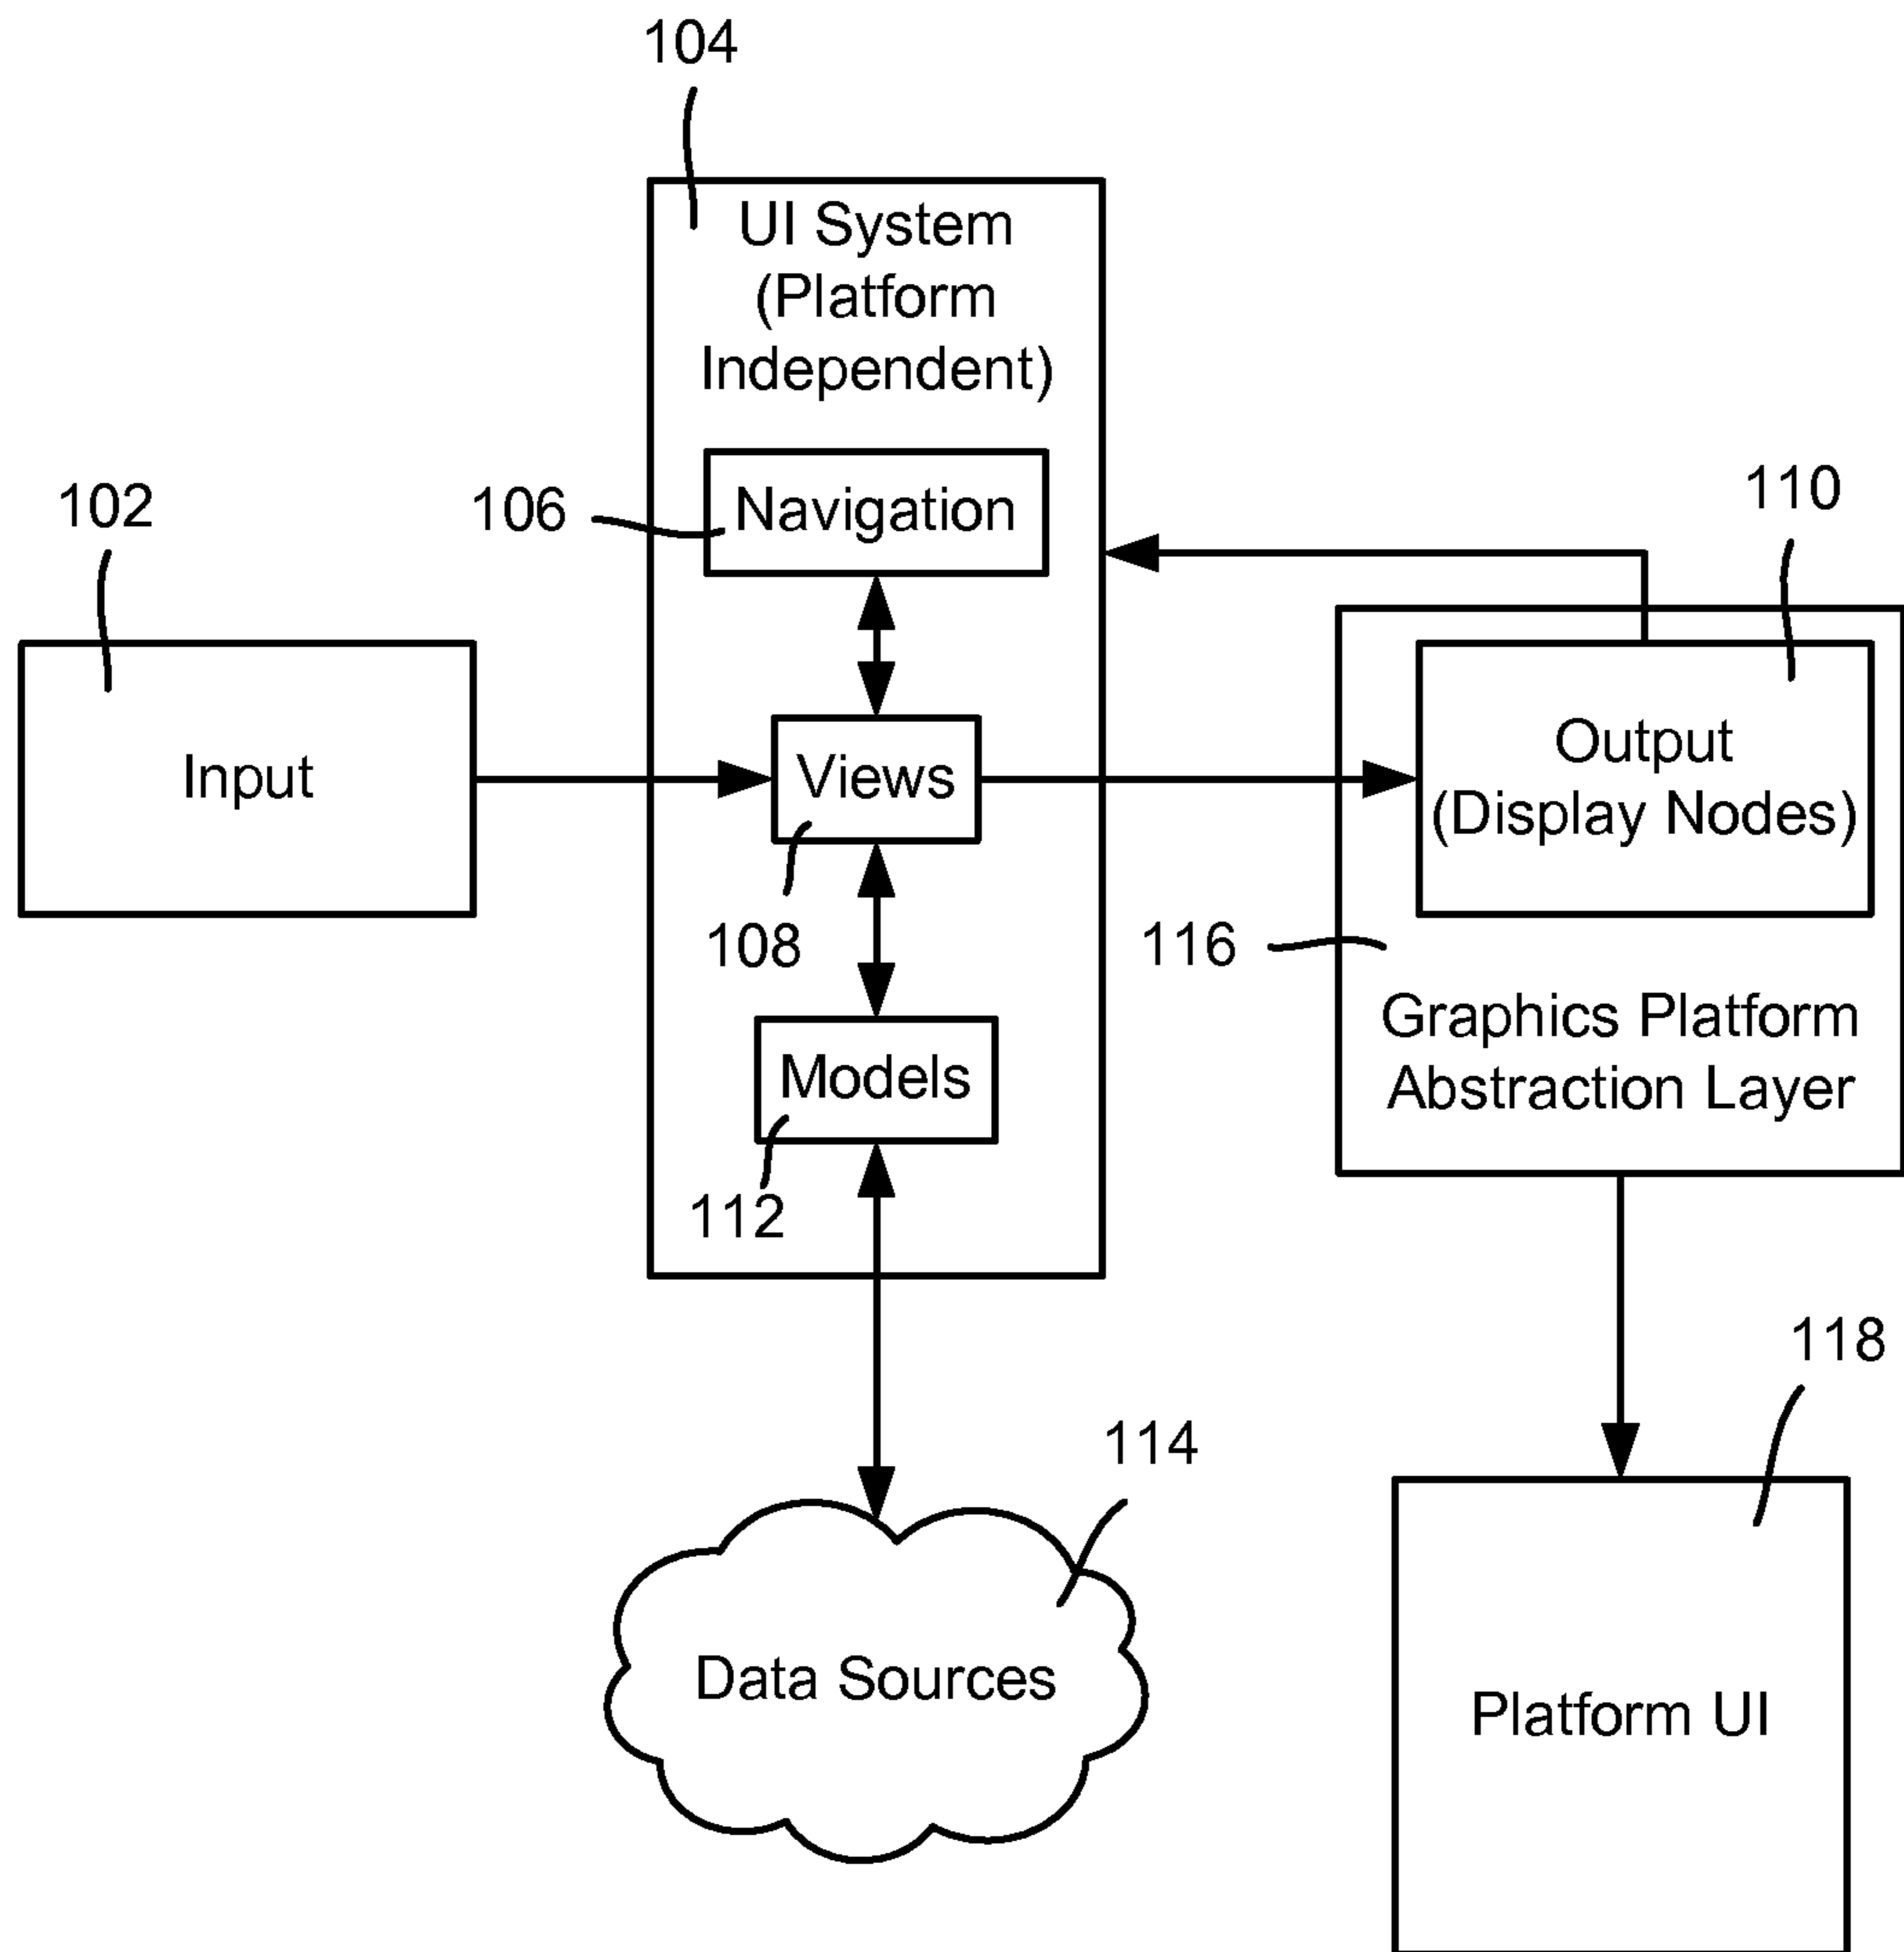 104
UI System
(Platform
Independent)
102
106
Navigation
110
Input
Views
Output
(Display Nodes)
108
116
Graphics Platform
Abstraction Layer
Models
112
118
114
Data Sources
Platform UI